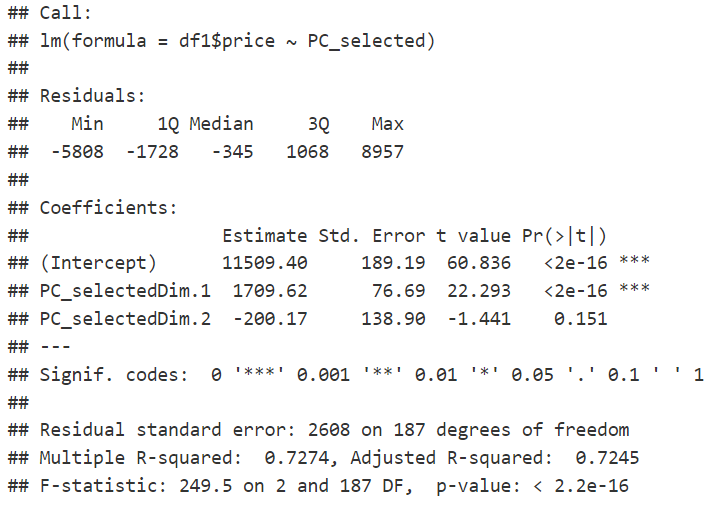 ## Call:
## lm(formula = df1$price ~ PC_selected)
##
## Residuals:
##    Min     1Q Median     3Q    Max
##  -5808  -1728   -345   1068   8957
##
## Coefficients:
##                  Estimate Std. Error t value Pr(>|t|)
## (Intercept)      11509.40     189.19  60.836   <2e-16 ***
## PC_selectedDim.1  1709.62      76.69  22.293   <2e-16 ***
## PC_selectedDim.2  -200.17     138.90  -1.441    0.151
## ---
## Signif. codes:  0 '***' 0.001 '**' 0.01 '*' 0.05 '.' 0.1 ' ' 1
##
## Residual standard error: 2608 on 187 degrees of freedom
## Multiple R-squared:  0.7274, Adjusted R-squared:  0.7245
## F-statistic: 249.5 on 2 and 187 DF,  p-value: < 2.2e-16